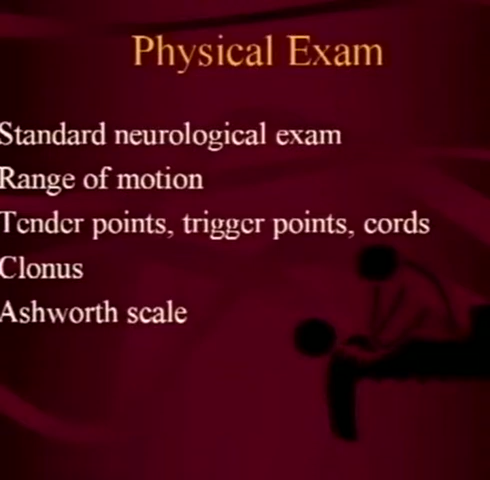 Physical Exam
Standard neurological exam
Range of motion
Tender points, trigger points, cords
Clonus
Ashworth scale